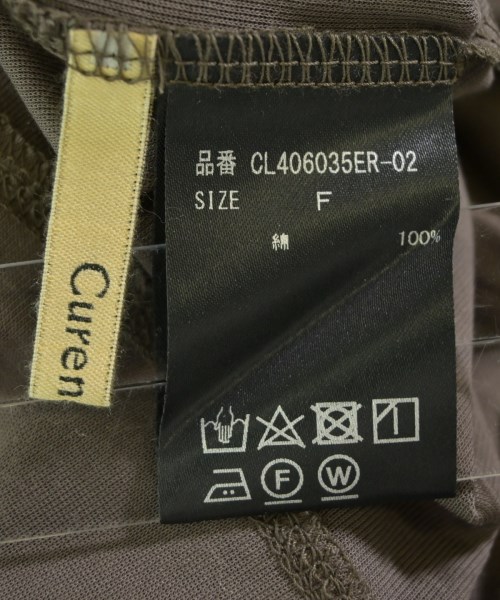 Curen
品番 CL406035ER-02
SIZE F
綿 100%
F W